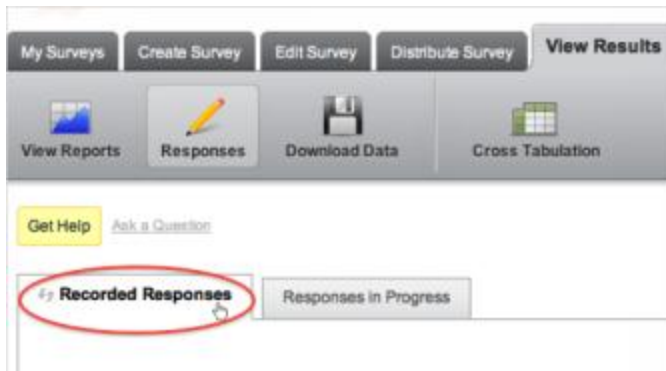 My Surveys Create Survey Edit Survey Distribute Survey View Results
View Reports Responses Download Data Cross Tabulation
Get Help Ask a Question
Recorded Responses Responses in Progress